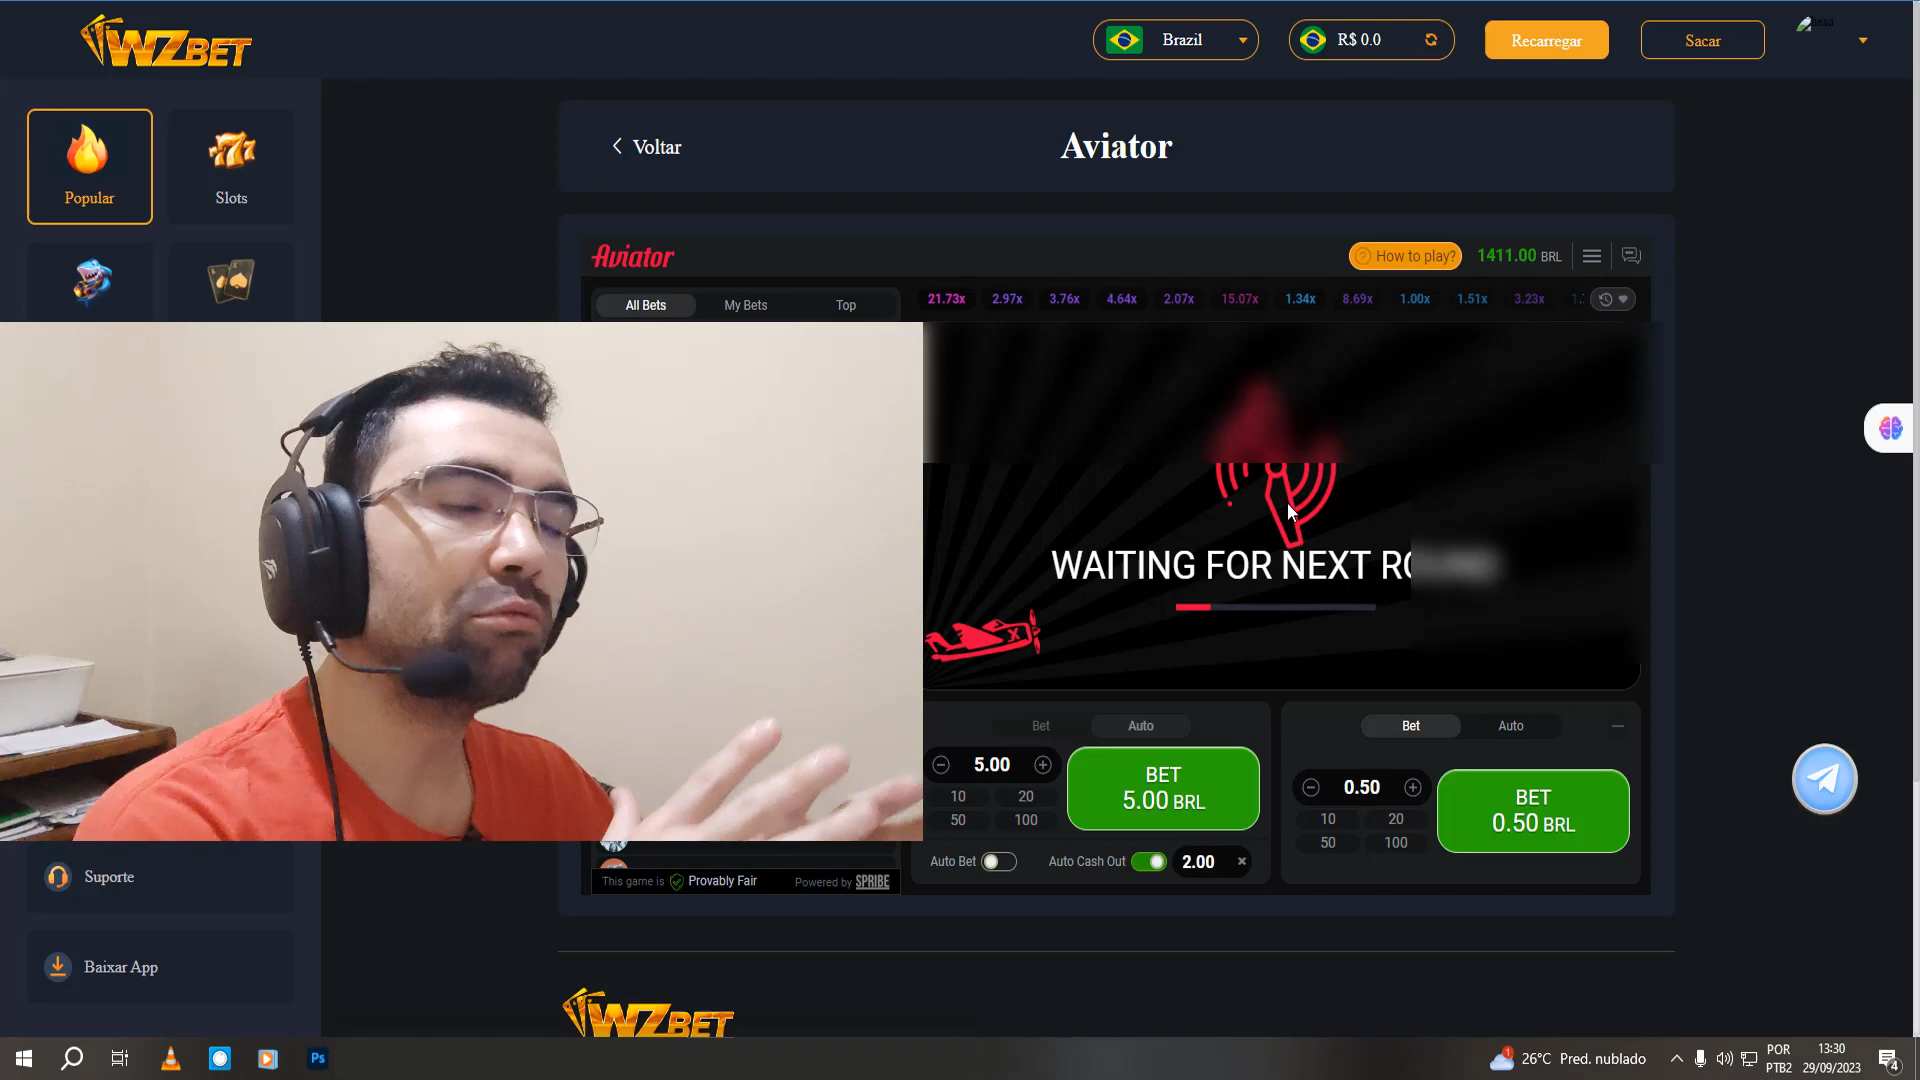 WZBET
Brazil
R$ 0.0
Recarregar
Sacar
head
Popular
Slots
Voltar
Aviator
Aviator
How to play?
1411.00 BRL
All Bets
My Bets
Top
21.73x
2.97x
3.76x
4.64x
2.07x
15.07x
1.34x
8.69x
1.00x
1.51x
3.23x
WAITING FOR NEXT
Bet
Auto
5.00
10
20
50
100
BET
5.00 BRL
Auto Bet
Auto Cash Out
2.00
Bet
Auto
0.50
10
20
50
100
BET
0.50 BRL
This game is
Provably Fair
Powered by SPRIBE
Suporte
Baixar App
WZBET
Ps
1
26°C Pred. nublado
POR
PTB2
13:30
29/09/2023
4